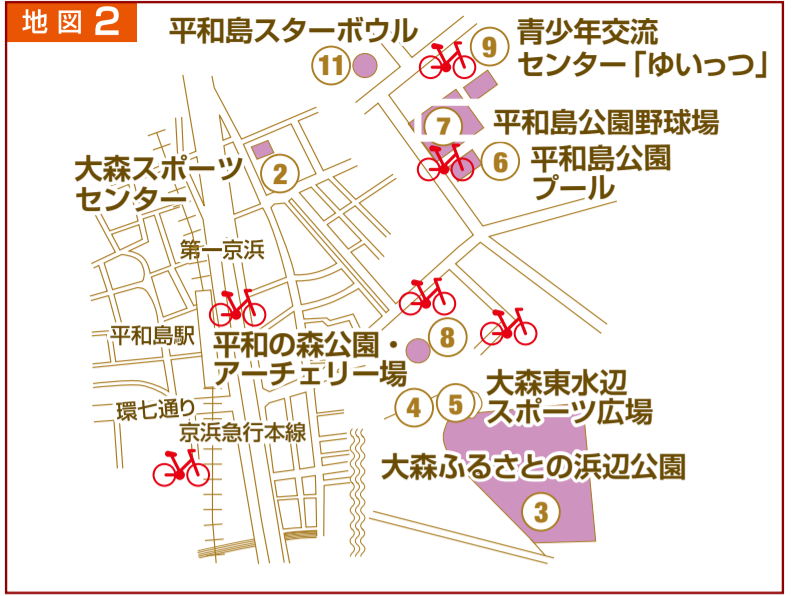 地図2
平和島スターボウル
11
9
青少年交流
センター「ゆいっつ」
7
平和島公園野球場
6
平和島公園
プール
大森スポーツ
センター
2
第一京浜
平和島駅
平和の森公園・
アーチェリー場
8
環七通り
京浜急行本線
4
5
大森東水辺
スポーツ広場
大森ふるさとの浜辺公園
3